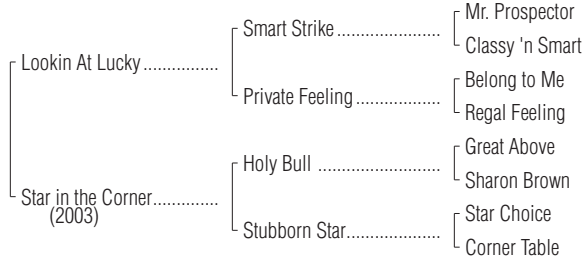 Mr. Prospector
Smart Strike ....................
Classy 'n Smart
Lookin At Lucky...............
Belong to Me
Private Feeling .................
Regal Feeling
Great Above
Holy Bull ........................
Sharon Brown
Star in the Corner.............
(2003)
Star Choice
Stubborn Star...................
Corner Table